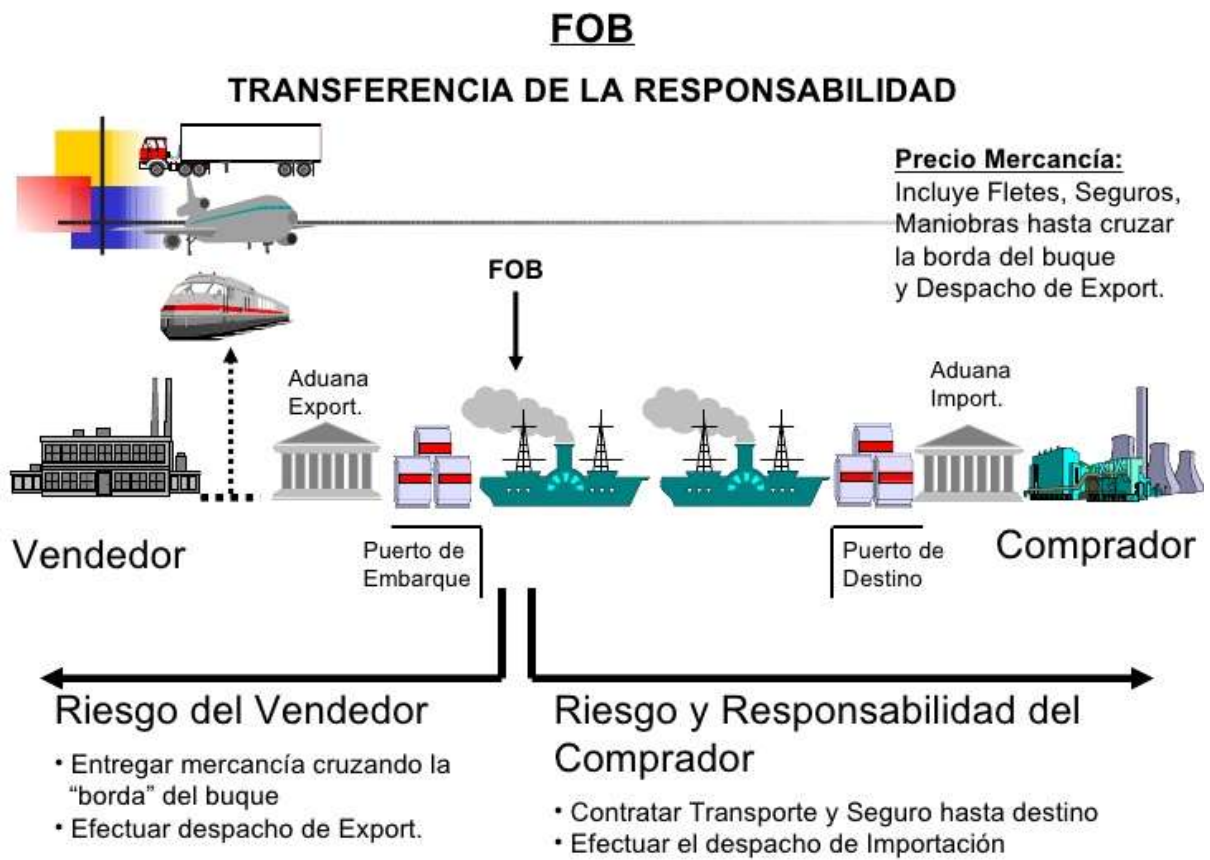 FOB
TRANSFERENCIA DE LA RESPONSABILIDAD
Precio Mercancía:
Incluye Fletes, Seguros,
Maniobras hasta cruzar
la borda del buque
y Despacho de Export.
FOB
Aduana
Export.
Aduana
Import.
Vendedor
Puerto de
Embarque
Puerto de
Destino
Comprador
Riesgo del Vendedor
• Entregar mercancía cruzando la
“borda” del buque
• Efectuar despacho de Export.
Riesgo y Responsabilidad del
Comprador
• Contratar Transporte y Seguro hasta destino
• Efectuar el despacho de Importación